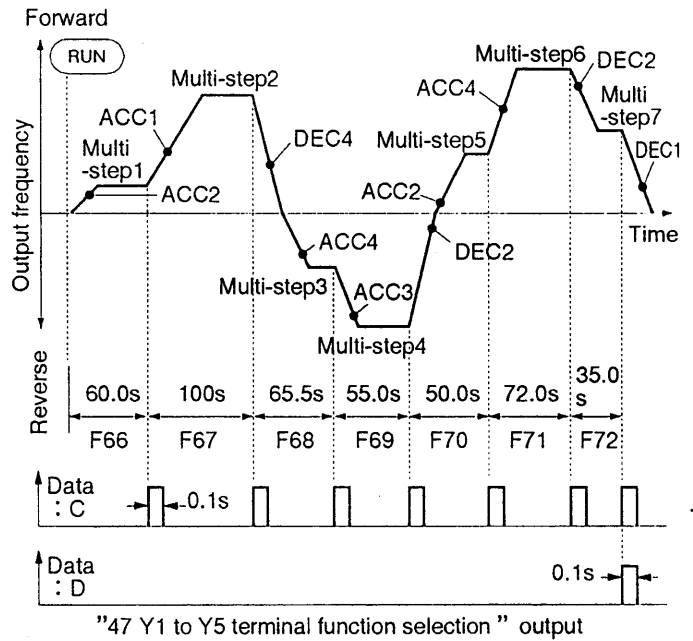 Forward
RUN
Output frequency
Reverse
Multi-step6
DEC2
Multi-step2
ACC4
Multi
-step7
ACC1
DEC4
Multi-step5
DEC1
Multi
-step1
ACC2
ACC2
ACC4
DEC2
Time
Multi-step3
ACC3
Multi-step4
60.0s
100s
65.5s
55.0s
50.0s
72.0s
35.0
s
F66
F67
F68
F69
F70
F71
F72
Data
: C
0.1s
Data
: D
0.1s
"47 Y1 to Y5 terminal function selection " output